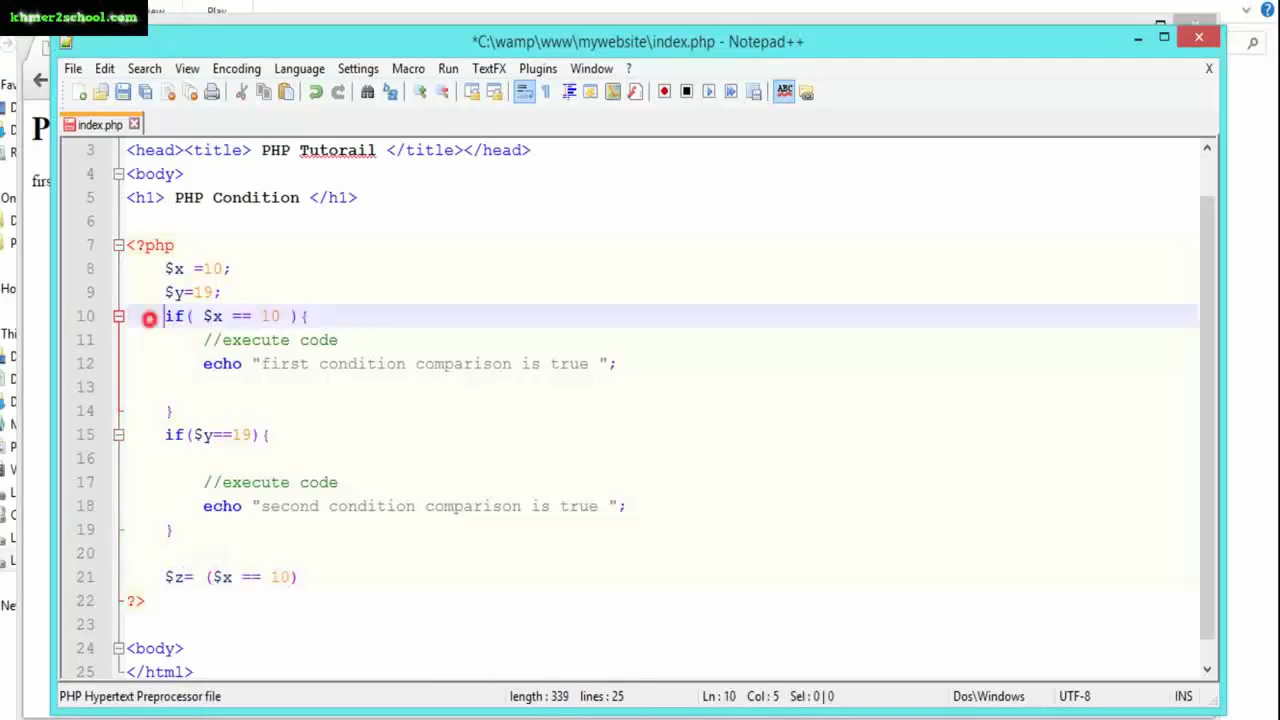 khmer2school.com
Play
*C:\wamp\www\mywebsite\index.php - Notepad++
File Edit Search View Encoding Language Settings Macro Run TextFX Plugins Window ? X
index.php
3 <head><title> PHP Tutorail </title></head>
4 <body>
5 <h1> PHP Condition </h1>
6
7 <?php
8 $x =10;
9 $y=19;
10 if( $x == 10 ){
11 //execute code
12 echo "first condition comparison is true ";
13
14 }
15 if($y==19){
16
17 //execute code
18 echo "second condition comparison is true ";
19 }
20
21 $z= ($x == 10)
22 ?>
23
24 <body>
25 </html>
PHP Hypertext Preprocessor file length : 339 lines : 25 Ln : 10 Col : 5 Sel : 0 | 0 Dos\Windows UTF-8 INS